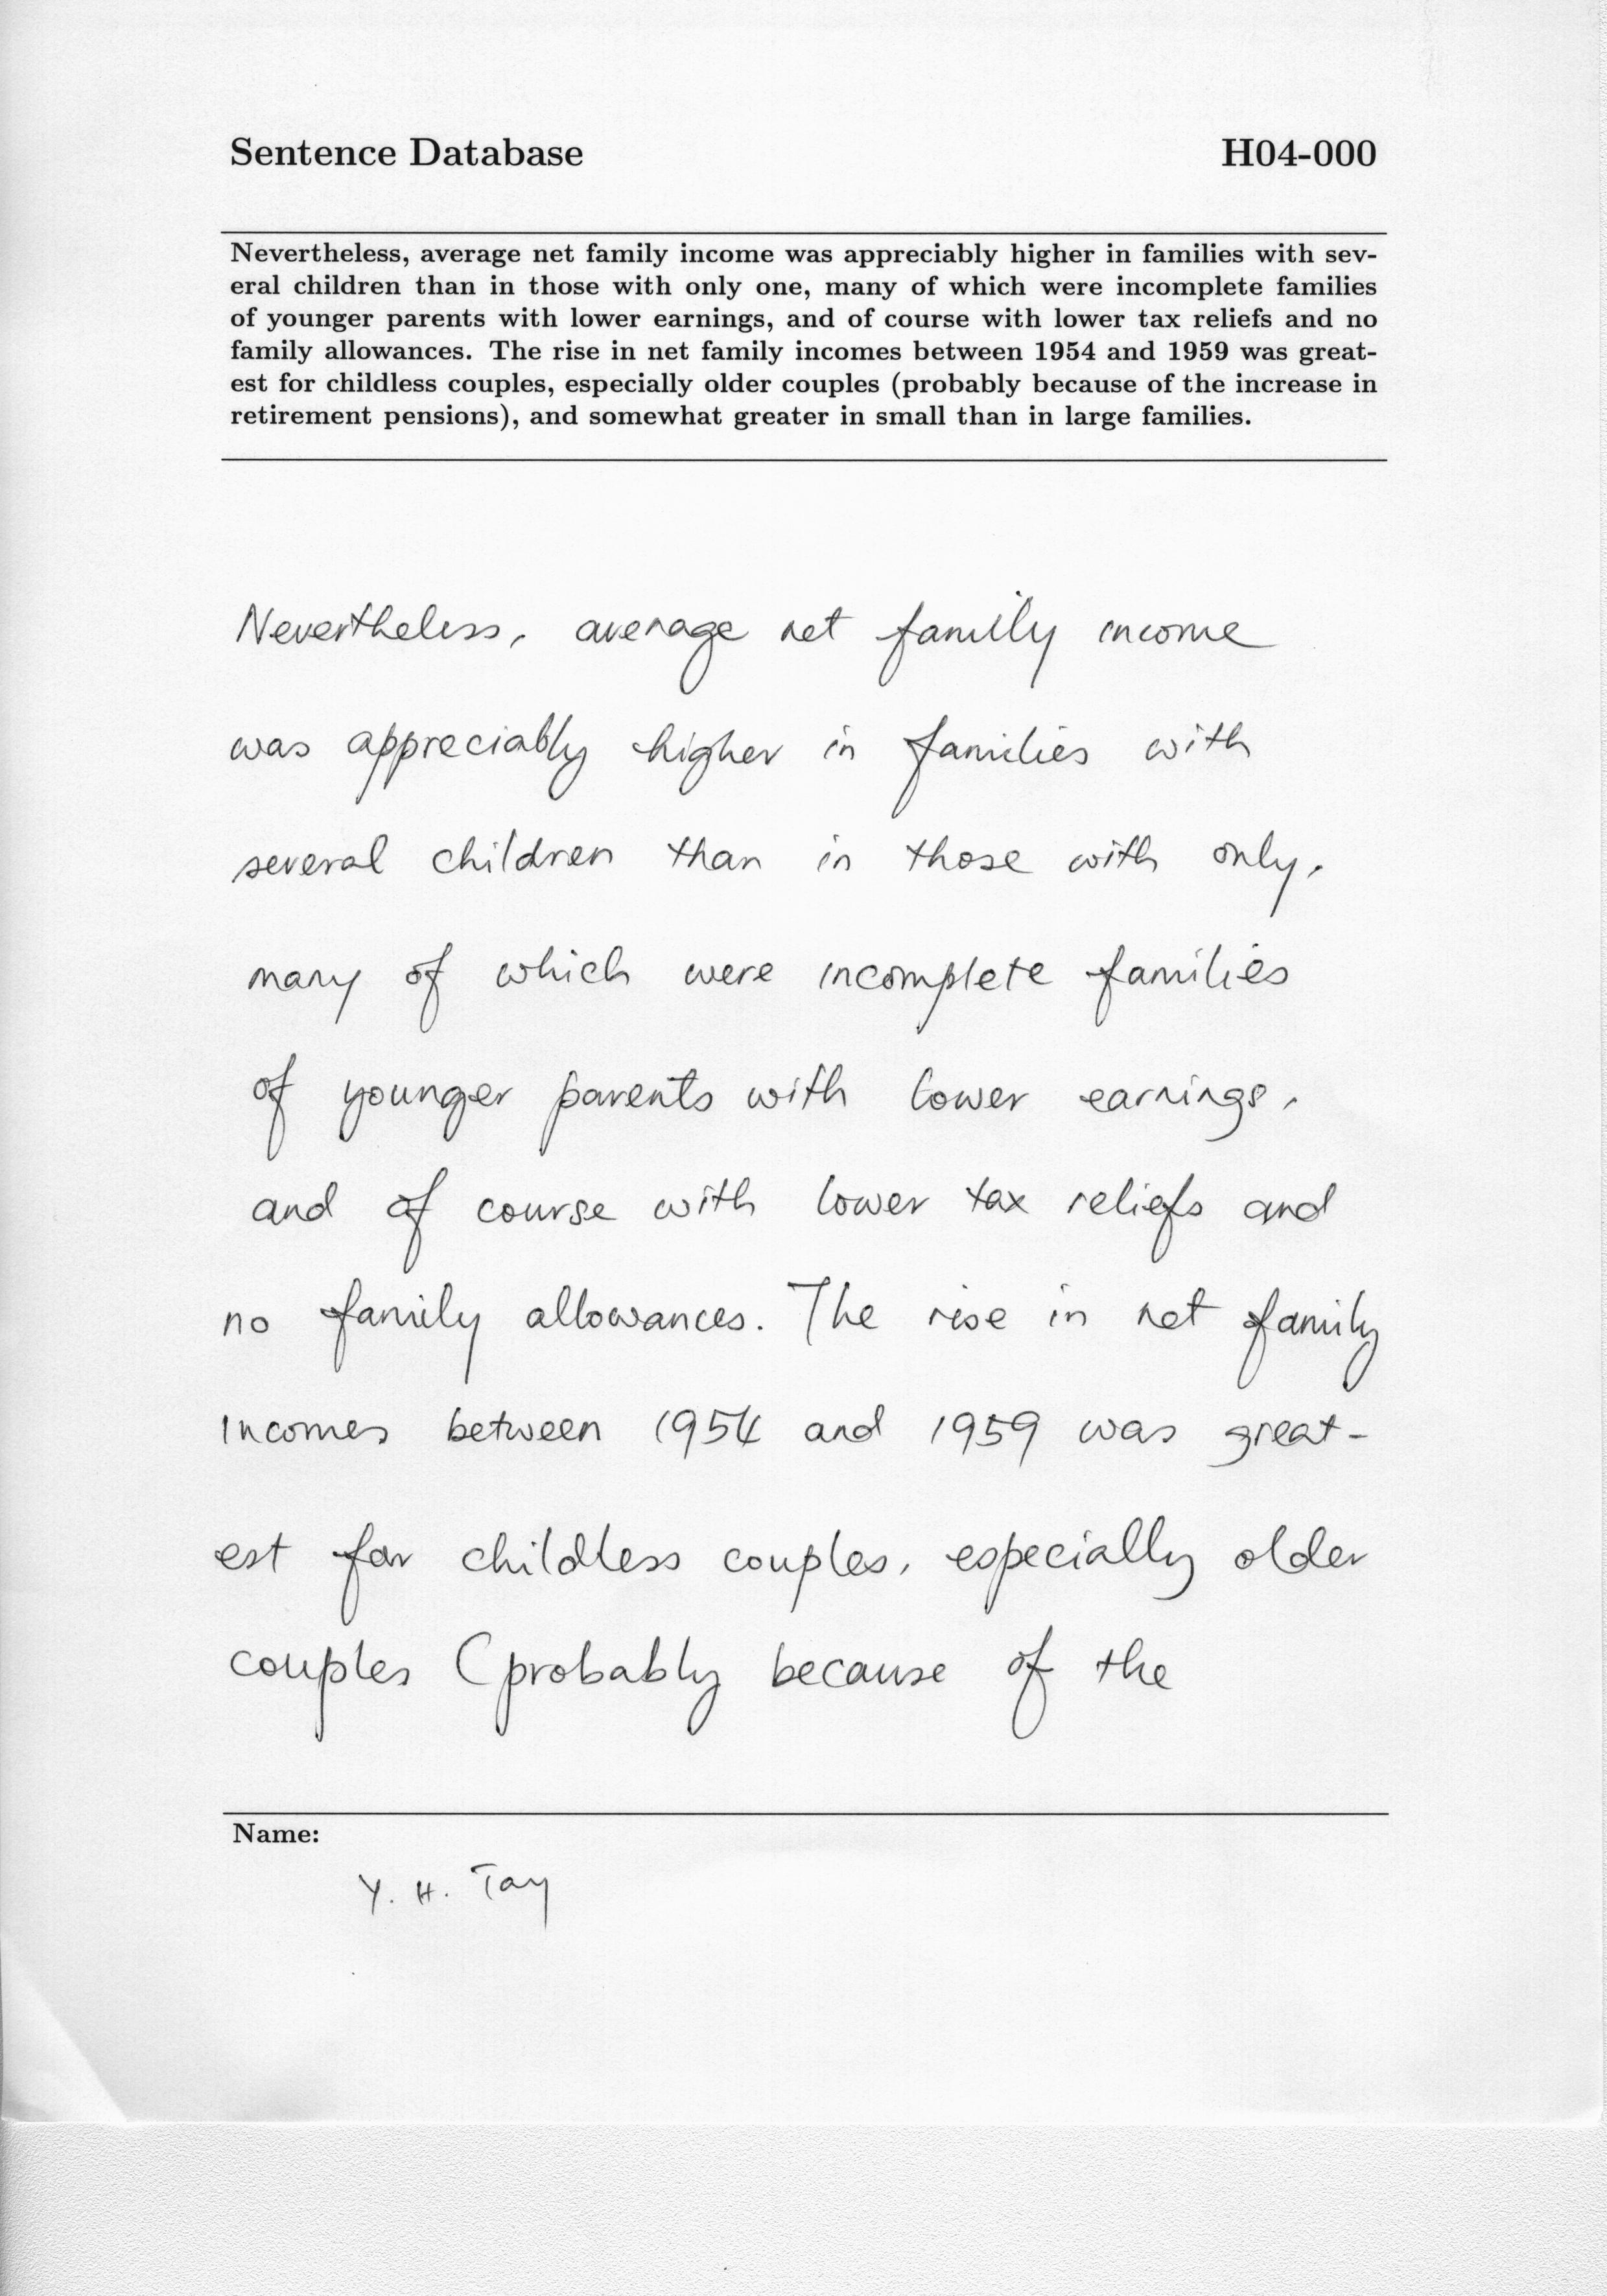 Sentence Database H04-000
Nevertheless, average net family income was appreciably higher in families with sev-
eral children than in those with only one, many of which were incomplete families
of younger parents with lower earnings, and of course with lower tax reliefs and no
family allowances. The rise in net family incomes between 1954 and 1959 was great-
est for childless couples, especially older couples (probably because of the increase in
retirement pensions), and somewhat greater in small than in large families.
Nevertheless, average net family income
was appreciably higher in families with
several children than in those with only,
many of which were incomplete families
of younger parents with lower earnings,
and of course with lower tax reliefs and
no family allowances. The rise in net family
incomes between 1954 and 1959 was great-
est for childless couples, especially older
couples (probably because of the
Name:
Y. H. Tay